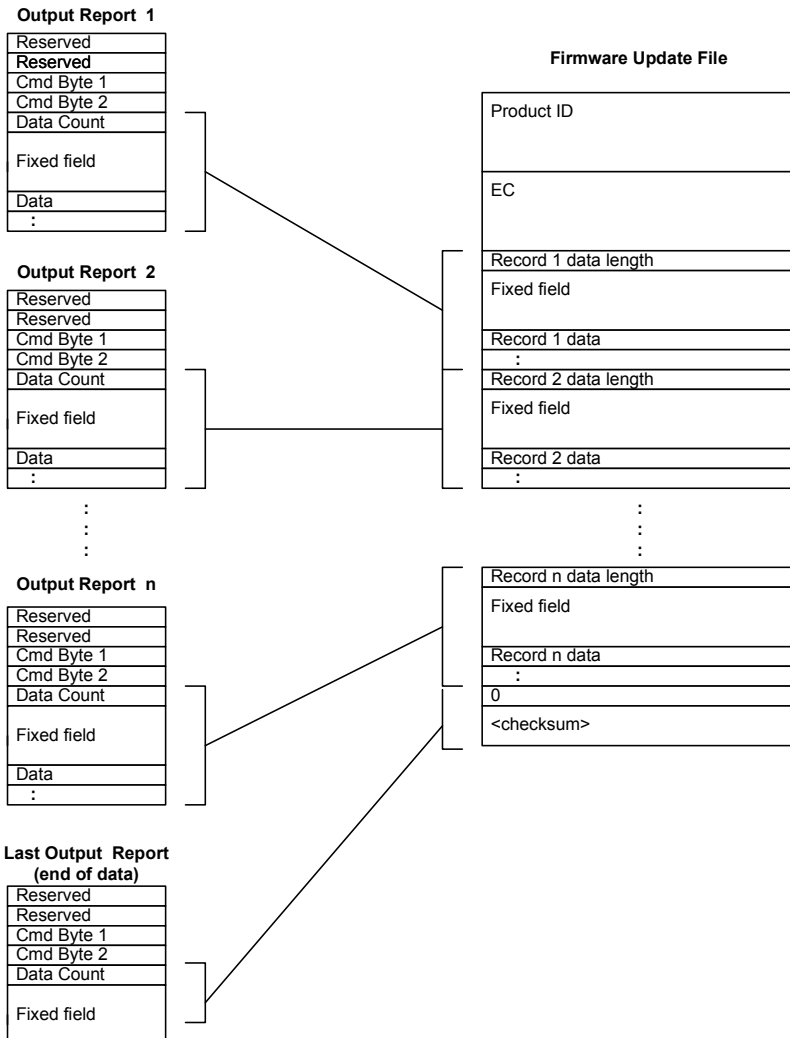 Output Report 1
Reserved
Reserved
Cmd Byte 1
Cmd Byte 2
Data Count
Fixed field
Data
:
Output Report 2
Reserved
Reserved
Cmd Byte 1
Cmd Byte 2
Data Count
Fixed field
Data
:
:
:
:
Output Report n
Reserved
Reserved
Cmd Byte 1
Cmd Byte 2
Data Count
Fixed field
Data
:
Last Output Report
(end of data)
Reserved
Reserved
Cmd Byte 1
Cmd Byte 2
Data Count
Fixed field
Firmware Update File
Product ID
EC
Record 1 data length
Fixed field
Record 1 data
:
Record 2 data length
Fixed field
Record 2 data
:
:
:
:
Record n data length
Fixed field
Record n data
:
0
<checksum>